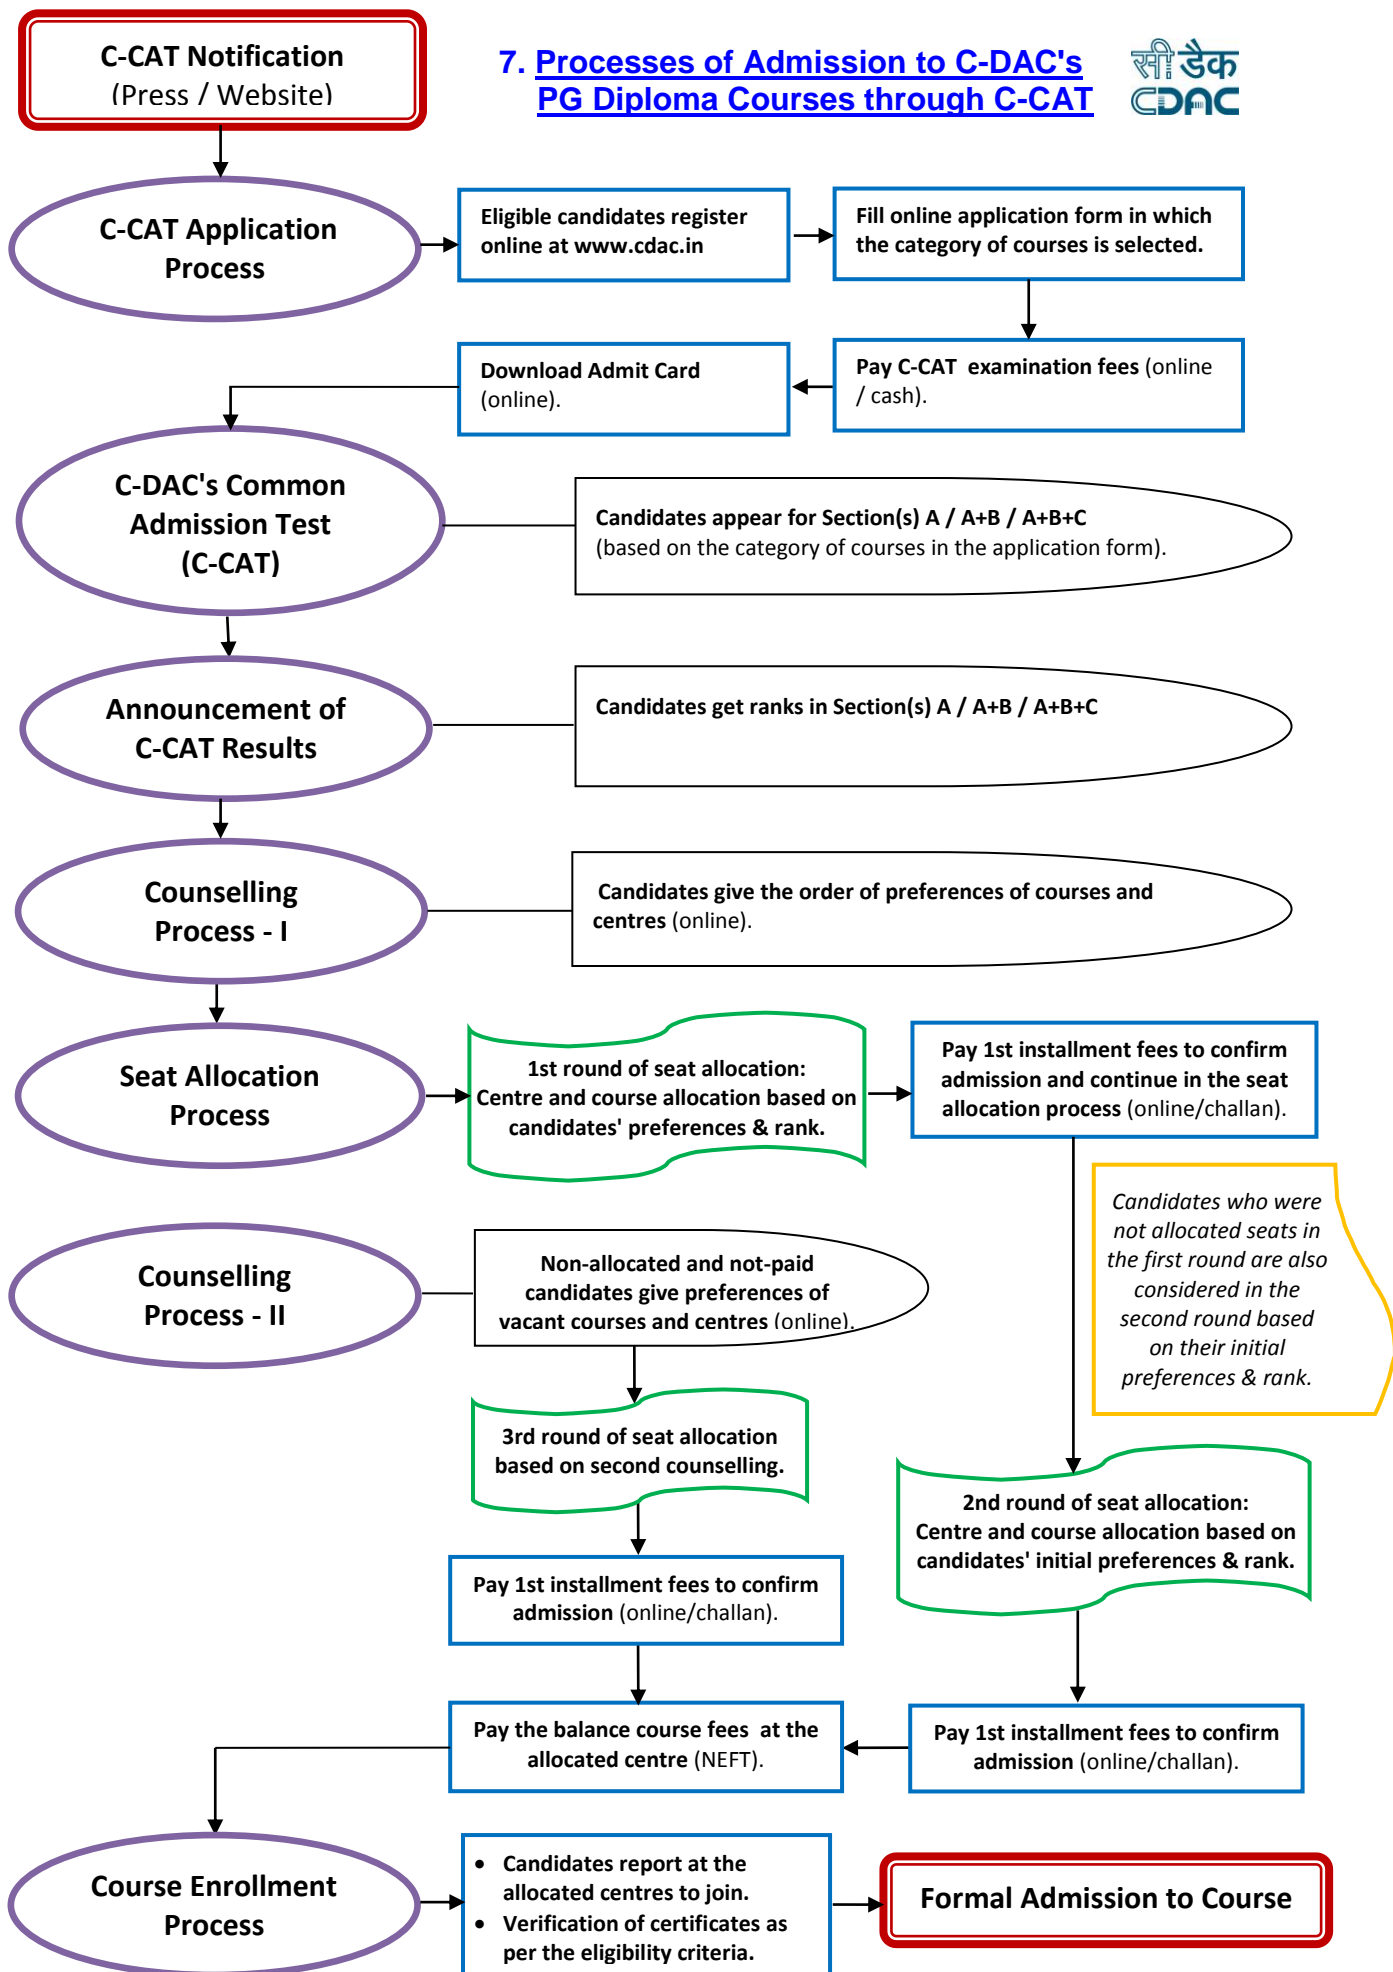 C-CAT Notification
(Press / Website)
7. Processes of Admission to C-DAC's
PG Diploma Courses through C-CAT
सी डैक
CDAC
C-CAT Application
Process
Eligible candidates register
online at www.cdac.in
Fill online application form in which
the category of courses is selected.
Pay C-CAT examination fees (online
/ cash).
Download Admit Card
(online).
C-DAC's Common
Admission Test
(C-CAT)
Candidates appear for Section(s) A / A+B / A+B+C
(based on the category of courses in the application form).
Announcement of
C-CAT Results
Candidates get ranks in Section(s) A / A+B / A+B+C
Counselling
Process - I
Candidates give the order of preferences of courses and
centres (online).
Seat Allocation
Process
1st round of seat allocation:
Centre and course allocation based on
candidates' preferences & rank.
Pay 1st installment fees to confirm
admission and continue in the seat
allocation process (online/challan).
Candidates who were
not allocated seats in
the first round are also
considered in the
second round based
on their initial
preferences & rank.
Counselling
Process - II
Non-allocated and not-paid
candidates give preferences of
vacant courses and centres (online).
3rd round of seat allocation
based on second counselling.
2nd round of seat allocation:
Centre and course allocation based on
candidates' initial preferences & rank.
Pay 1st installment fees to confirm
admission (online/challan).
Pay the balance course fees at the
allocated centre (NEFT).
Pay 1st installment fees to confirm
admission (online/challan).
Course Enrollment
Process
• Candidates report at the
allocated centres to join.
• Verification of certificates as
per the eligibility criteria.
Formal Admission to Course